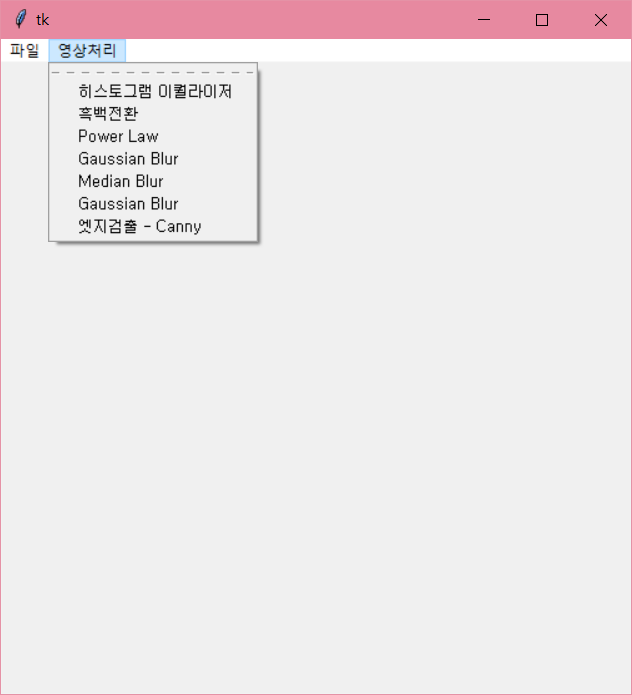 tk
파일 영상처리
히스토그램 이퀄라이저
흑백전환
Power Law
Gaussian Blur
Median Blur
Gaussian Blur
엣지검출 - Canny